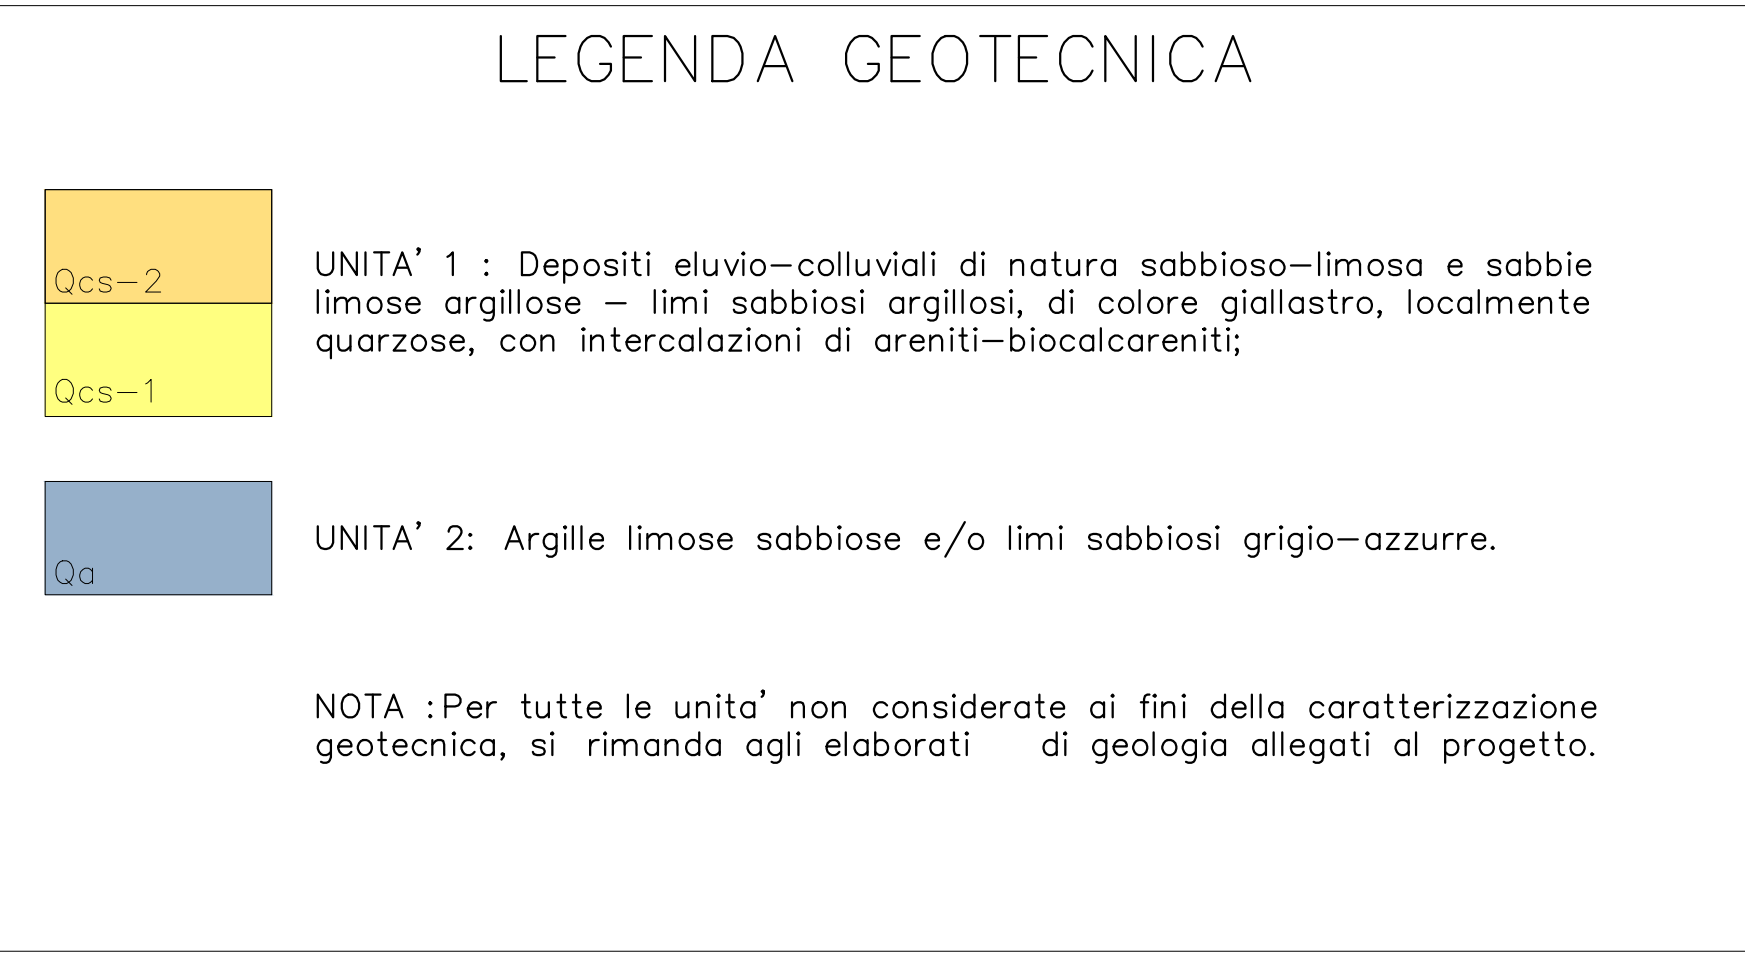 LEGENDA GEOTECNICA
Qcs-2
UNITA' 1 : Depositi eluvio-colluviali di natura sabbioso-limosa e sabbie
limose argillose - limi sabbiosi argillosi, di colore giallastro, localmente
quarzose, con intercalazioni di areniti-biocalcareniti;
Qcs-1
UNITA' 2: Argille limose sabbiose e/o limi sabbiosi grigio-azzurre.
Qa
NOTA :Per tutte le unita' non considerate ai fini della caratterizzazione
geotecnica, si rimanda agli elaborati di geologia allegati al progetto.